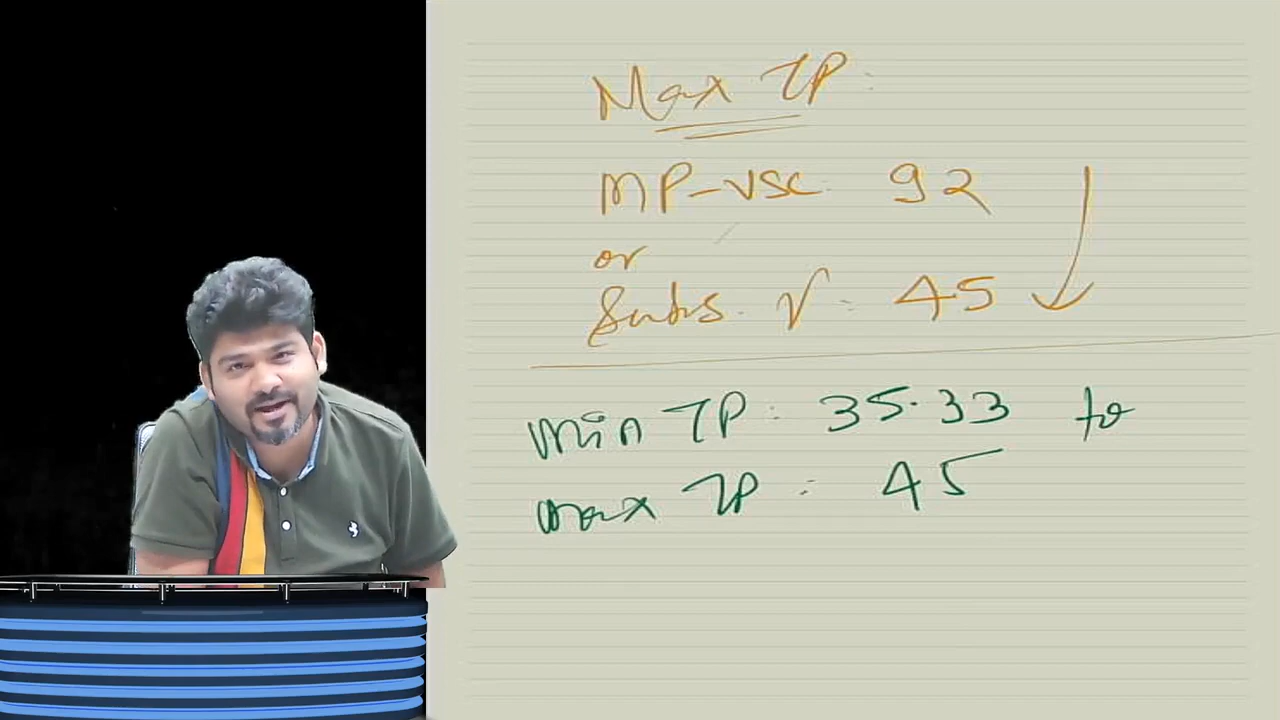 Max TP:
MP-VSC: 92
or
Subs. V: 45
Min TP: 35.33 to
max TP: 45